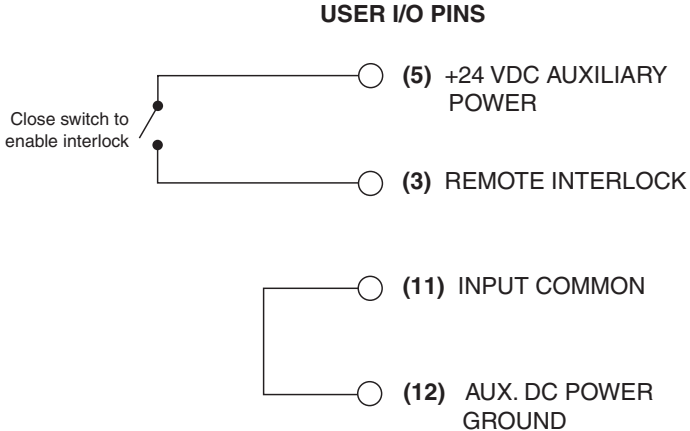 USER I/O PINS
(5) +24 VDC AUXILIARY
POWER
Close switch to
enable interlock
(3) REMOTE INTERLOCK
(11) INPUT COMMON
(12) AUX. DC POWER
GROUND